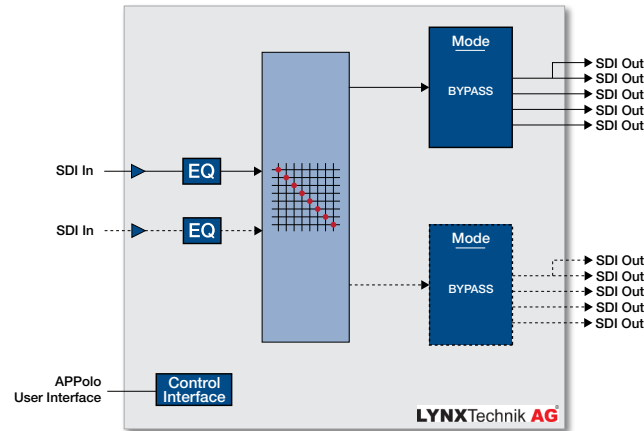 Mode
BYPASS
SDI Out
SDI Out
SDI Out
SDI Out
SDI Out
SDI In
EQ
SDI In
EQ
Mode
BYPASS
SDI Out
SDI Out
SDI Out
SDI Out
SDI Out
APPolo
User Interface
Control
Interface
LYNXTechnik AG